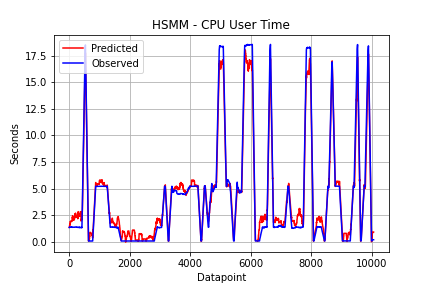 HSMM - CPU User Time
Predicted
Observed
17.5
15.0
12.5
10.0
7.5
5.0
2.5
0.0
Seconds
0 2000 4000 6000 8000 10000
Datapoint